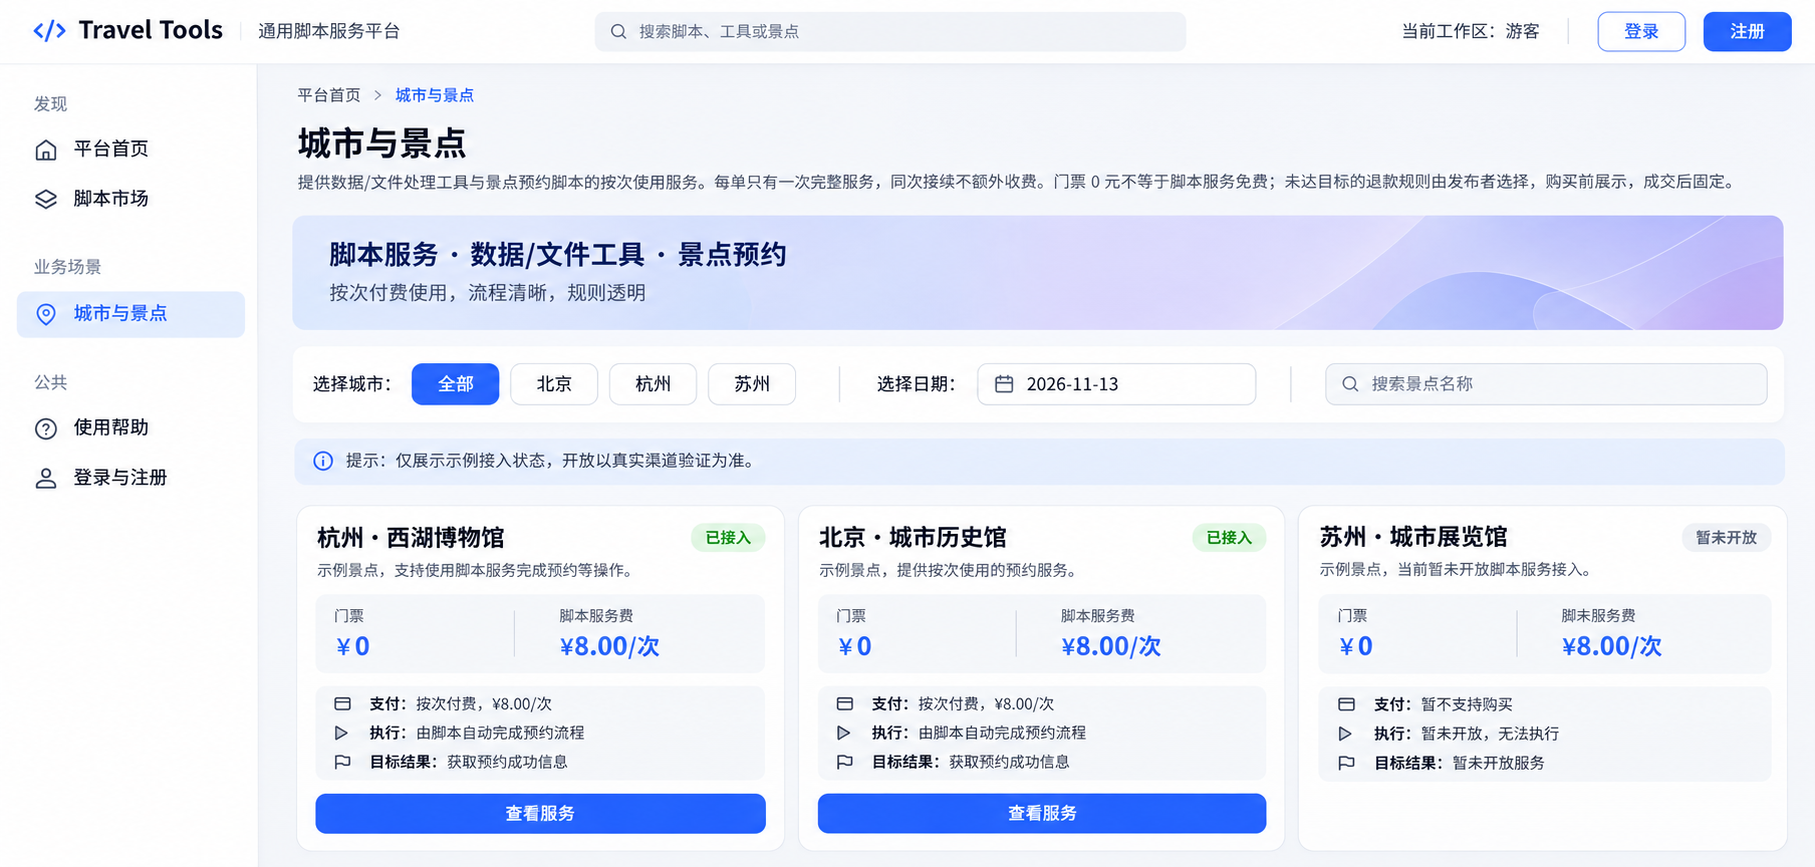 </> Travel Tools 通用脚本服务平台 搜索脚本、工具或景点 当前工作区：游客 登录 注册
发现
平台首页
脚本市场
业务场景
城市与景点
公共
使用帮助
登录与注册
平台首页 > 城市与景点
城市与景点
提供数据/文件处理工具与景点预约脚本的按次使用服务。每单只有一次完整服务，同次接续不额外收费。门票 0 元不等于脚本服务免费；未达目标的退款规则由发布者选择，购买前展示，成交后固定。
脚本服务 · 数据/文件工具 · 景点预约
按次付费使用，流程清晰，规则透明
选择城市： 全部 北京 杭州 苏州 选择日期： 2026-11-13 搜索景点名称
提示：仅展示示例接入状态，开放以真实渠道验证为准。
杭州 · 西湖博物馆 已接入
示例景点，支持使用脚本服务完成预约等操作。
门票 脚本服务费
¥0 ¥8.00/次
支付：按次付费，¥8.00/次
执行：由脚本自动完成预约流程
目标结果：获取预约成功信息
查看服务
北京 · 城市历史馆 已接入
示例景点，提供按次使用的预约服务。
门票 脚本服务费
¥0 ¥8.00/次
支付：按次付费，¥8.00/次
执行：由脚本自动完成预约流程
目标结果：获取预约成功信息
查看服务
苏州 · 城市展览馆 暂未开放
示例景点，当前暂未开放脚本服务接入。
门票 脚末服务费
¥0 ¥8.00/次
支付：暂不支持购买
执行：暂未开放，无法执行
目标结果：暂未开放服务